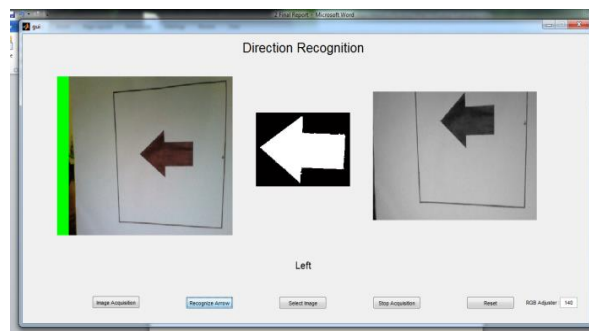 2 Final Report - Microsoft Word
gui
Direction Recognition
Left
Image Acquisition
Recognize Arrow
Select Image
Stop Acquisition
Reset
RGB Adjuster
140